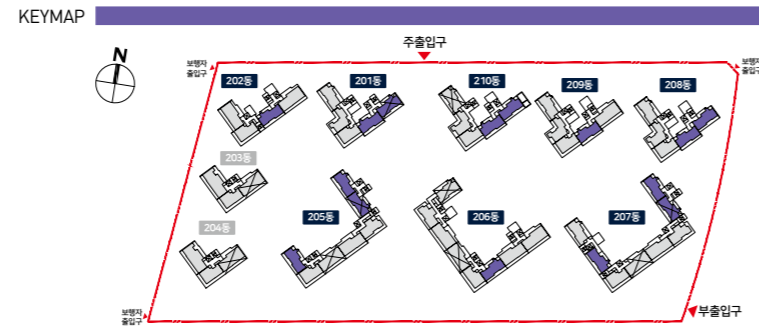 KEYMAP
주출입구
N
보행자
출입구
보행자
출입구
202동
201동
210동
209동
208동
203동
204동
205동
206동
207동
보행자
출입구
부출입구